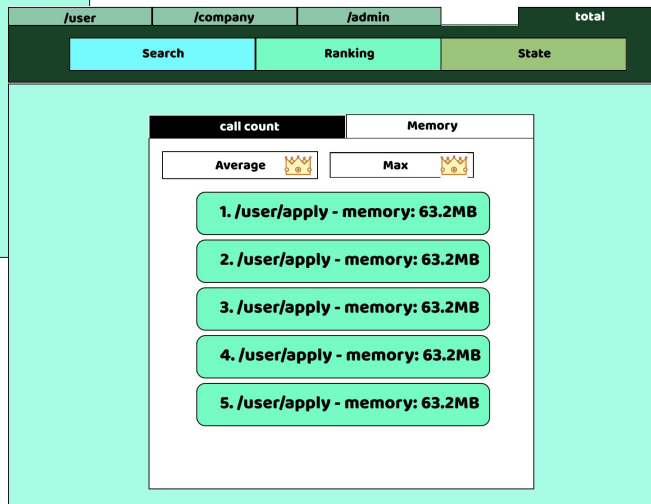 /user /company /admin total
Search Ranking State
call count Memory
Average Max
1. /user/apply - memory: 63.2MB
2. /user/apply - memory: 63.2MB
3. /user/apply - memory: 63.2MB
4. /user/apply - memory: 63.2MB
5. /user/apply - memory: 63.2MB